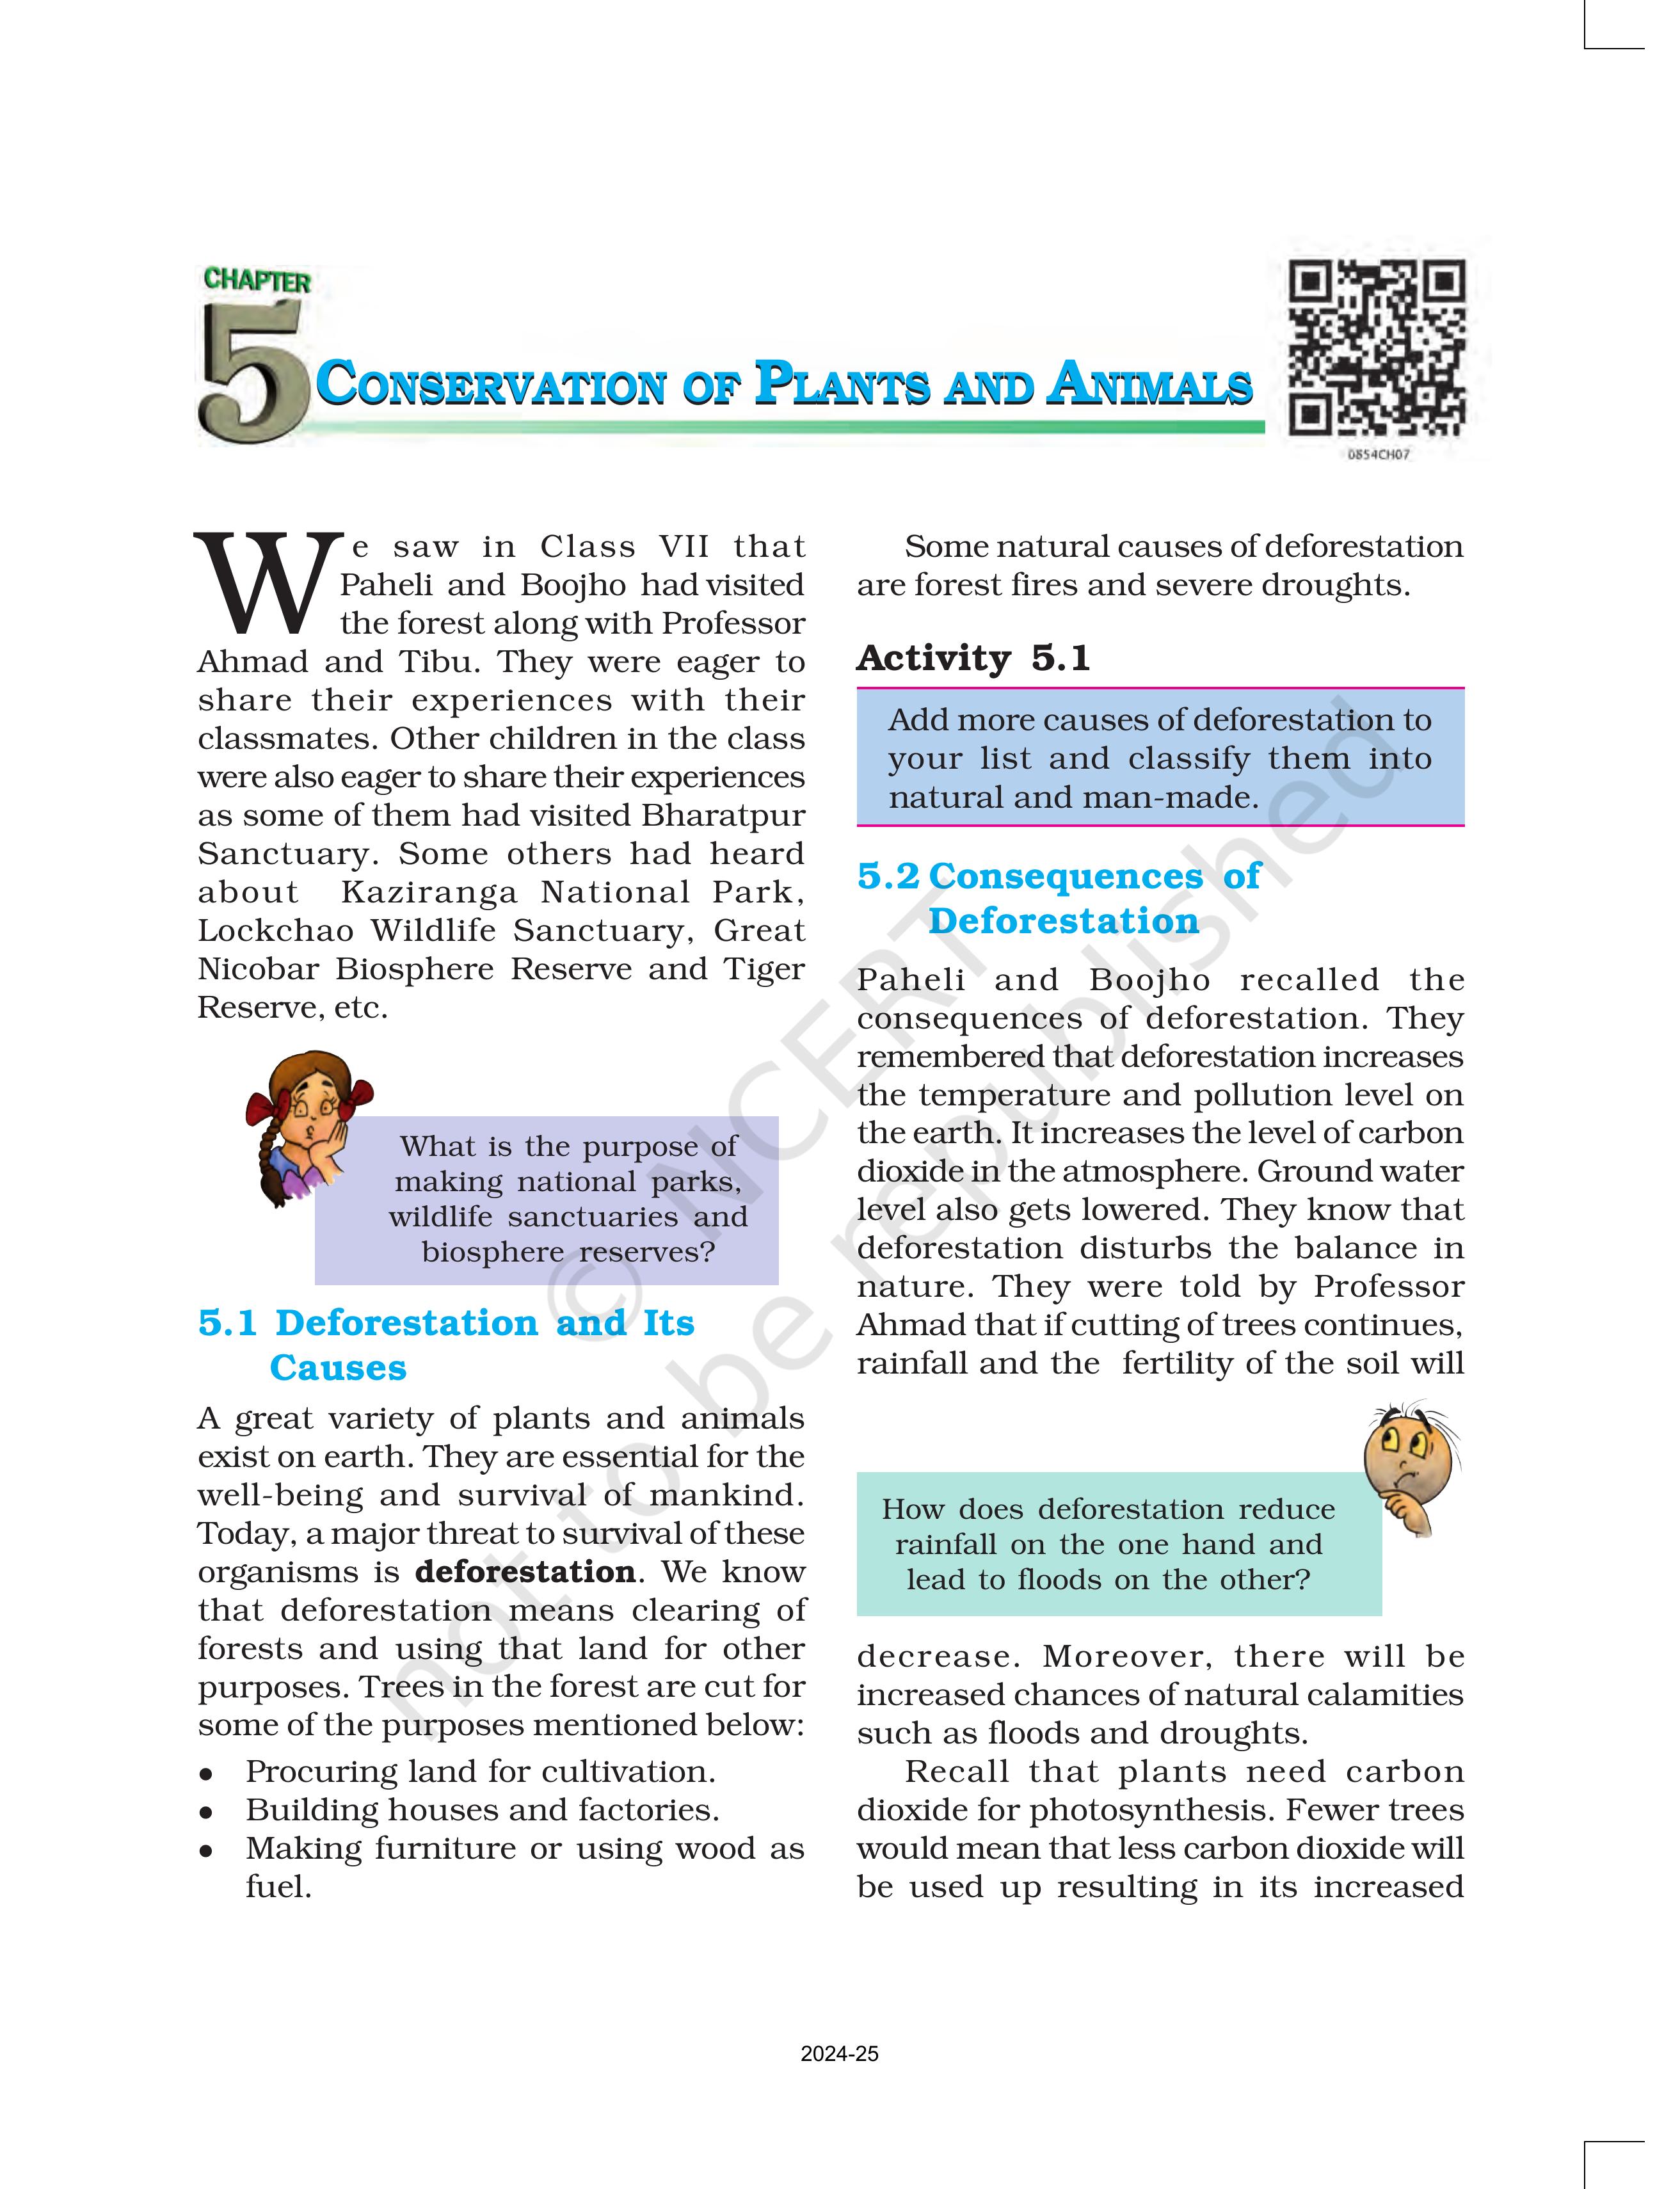 CHAPTER
5
CONSERVATION OF PLANTS AND ANIMALS
0854CH07
We saw in Class VII that
Paheli and Boojho had visited
the forest along with Professor
Ahmad and Tibu. They were eager to
share their experiences with their
classmates. Other children in the class
were also eager to share their experiences
as some of them had visited Bharatpur
Sanctuary. Some others had heard
about Kaziranga National Park,
Lockchao Wildlife Sanctuary, Great
Nicobar Biosphere Reserve and Tiger
Reserve, etc.
What is the purpose of
making national parks,
wildlife sanctuaries and
biosphere reserves?
5.1 Deforestation and Its
Causes
A great variety of plants and animals
exist on earth. They are essential for the
well-being and survival of mankind.
Today, a major threat to survival of these
organisms is deforestation. We know
that deforestation means clearing of
forests and using that land for other
purposes. Trees in the forest are cut for
some of the purposes mentioned below:
● Procuring land for cultivation.
● Building houses and factories.
● Making furniture or using wood as
fuel.
Some natural causes of deforestation
are forest fires and severe droughts.
Activity 5.1
Add more causes of deforestation to
your list and classify them into
natural and man-made.
5.2 Consequences of
Deforestation
Paheli and Boojho recalled the
consequences of deforestation. They
remembered that deforestation increases
the temperature and pollution level on
the earth. It increases the level of carbon
dioxide in the atmosphere. Ground water
level also gets lowered. They know that
deforestation disturbs the balance in
nature. They were told by Professor
Ahmad that if cutting of trees continues,
rainfall and the fertility of the soil will
How does deforestation reduce
rainfall on the one hand and
lead to floods on the other?
decrease. Moreover, there will be
increased chances of natural calamities
such as floods and droughts.
Recall that plants need carbon
dioxide for photosynthesis. Fewer trees
would mean that less carbon dioxide will
be used up resulting in its increased
© NCERT
not to be republished
2024-25